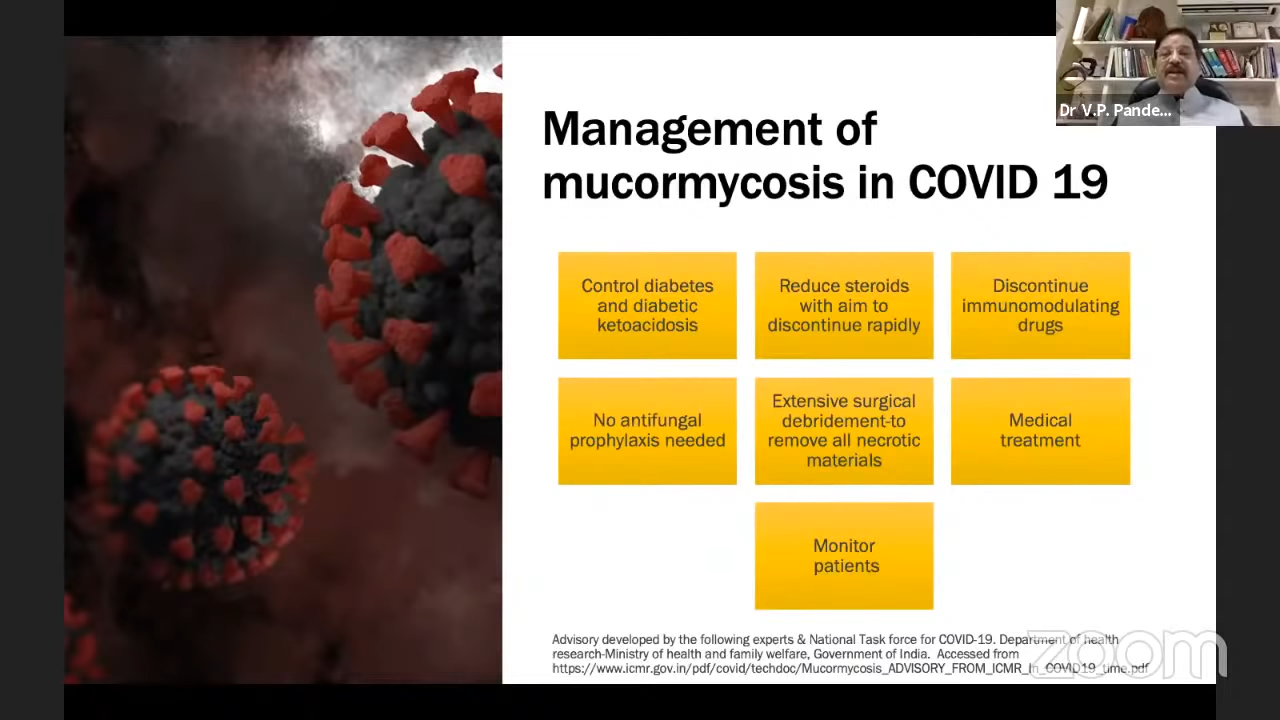 Dr V.P. Pande...
Management of
mucormycosis in COVID 19
Control diabetes
and diabetic
ketoacidosis
Reduce steroids
with aim to
discontinue rapidly
Discontinue
immunomodulating
drugs
No antifungal
prophylaxis needed
Extensive surgical
debridement-to
remove all necrotic
materials
Medical
treatment
Monitor
patients
Advisory developed by the following experts & National Task force for COVID-19. Department of health
research-Ministry of health and family welfare, Government of India. Accessed from
https://www.icmr.gov.in/pdf/covid/techdoc/Mucormycosis_ADVISORY_FROM_ICMR_In_COVID19_time.pdf
zoom